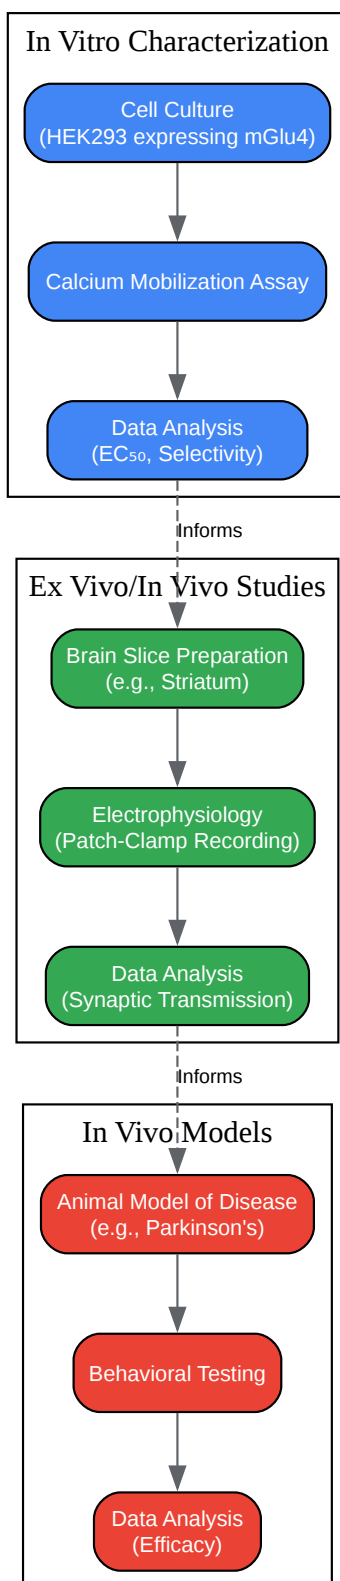 In Vitro Characterization
Cell Culture
(HEK293 expressing mGlu4)
Calcium Mobilization Assay
Data Analysis
(EC₅₀, Selectivity)
Informs
Ex Vivo/In Vivo Studies
Brain Slice Preparation
(e.g., Striatum)
Electrophysiology
(Patch-Clamp Recording)
Data Analysis
(Synaptic Transmission)
Informs
In Vivo Models
Animal Model of Disease
(e.g., Parkinson's)
Behavioral Testing
Data Analysis
(Efficacy)